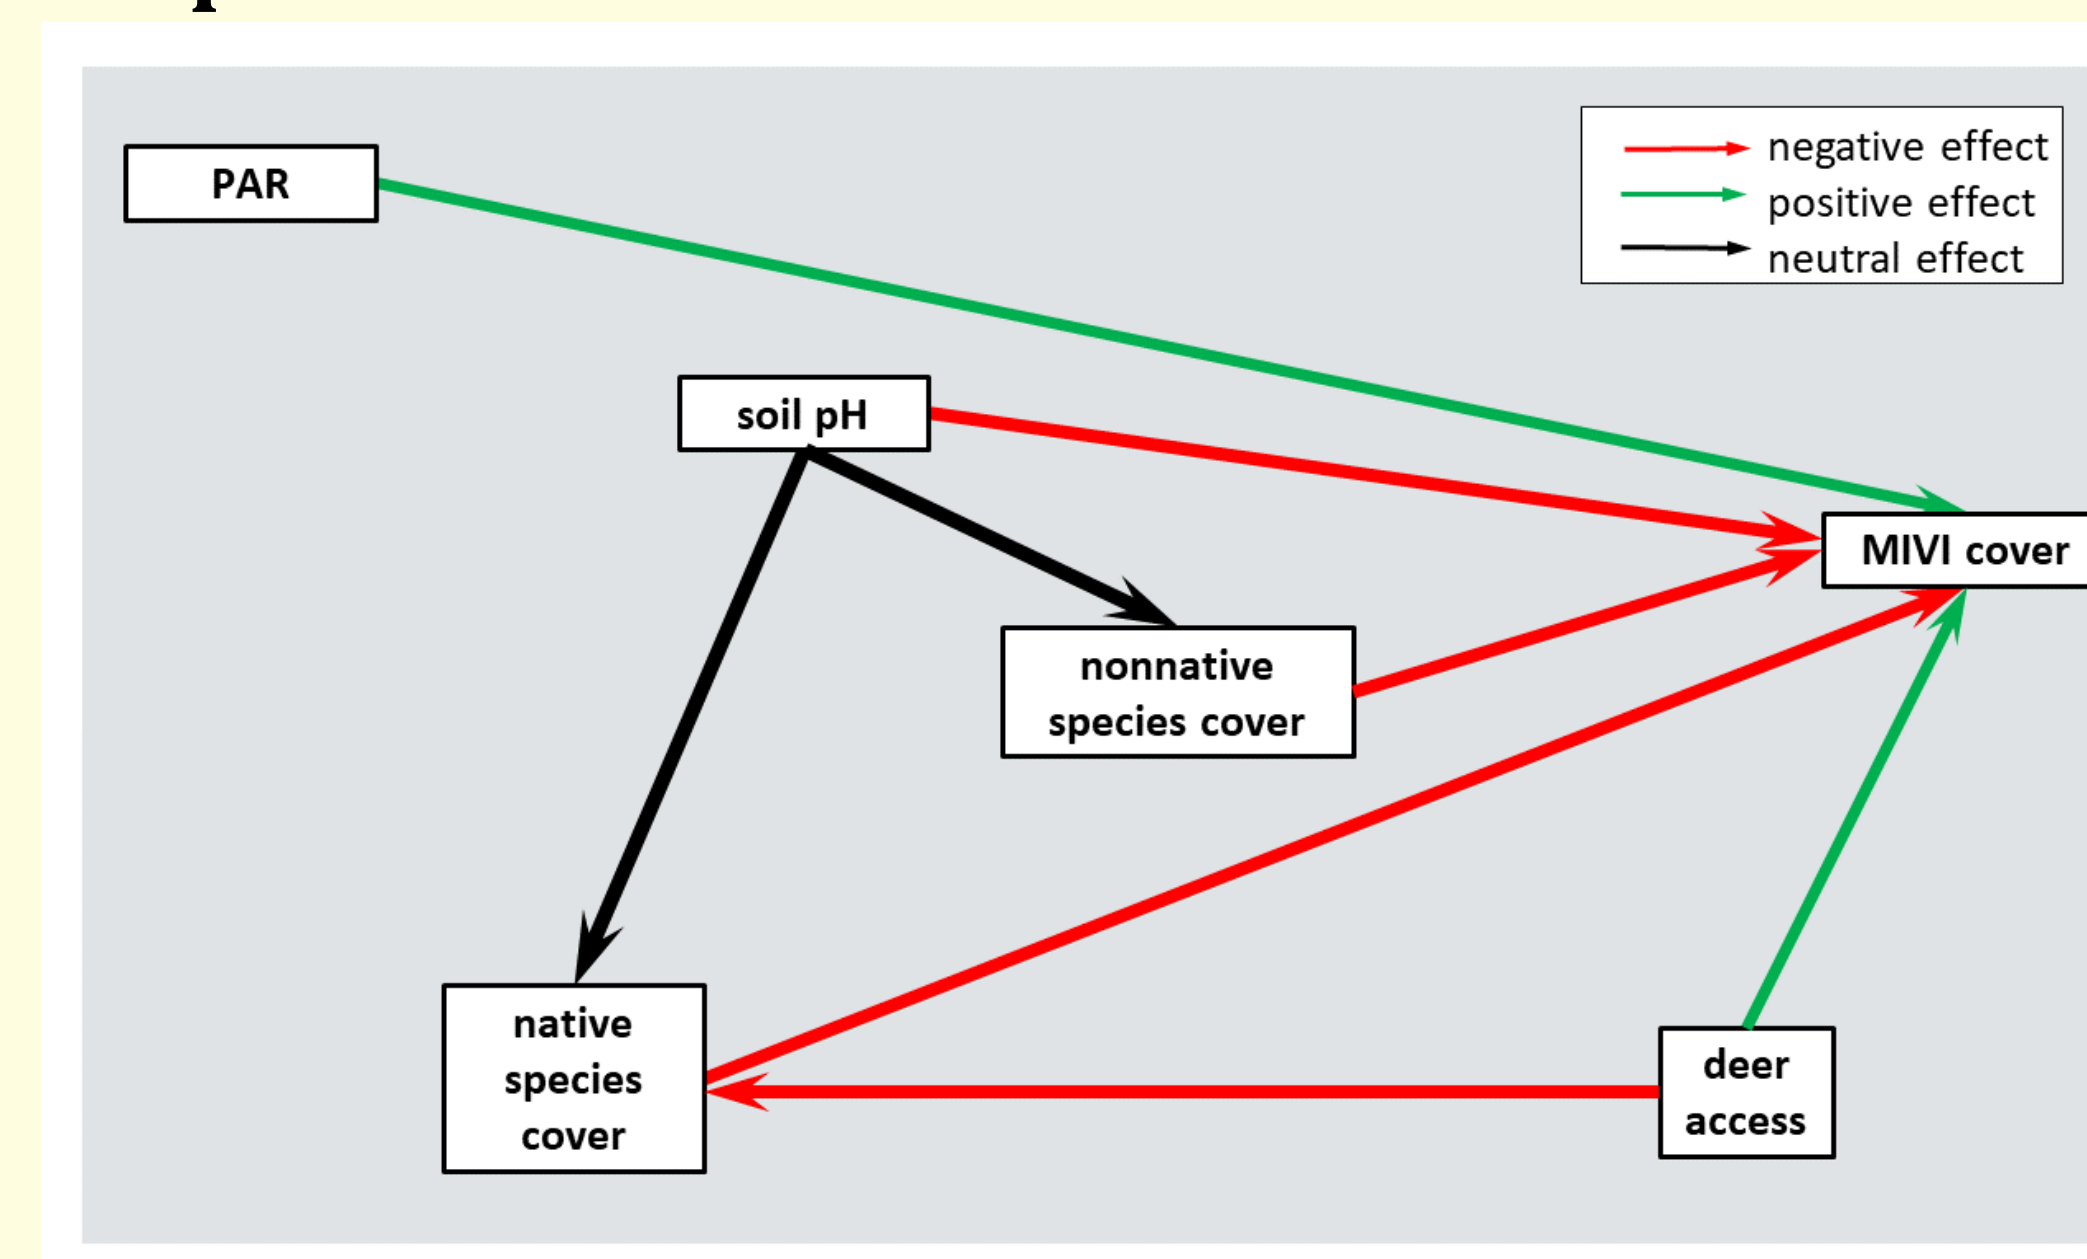 PAR
negative effect
positive effect
neutral effect
soil pH
MIVI cover
nonnative
species cover
native
species
cover
deer
access